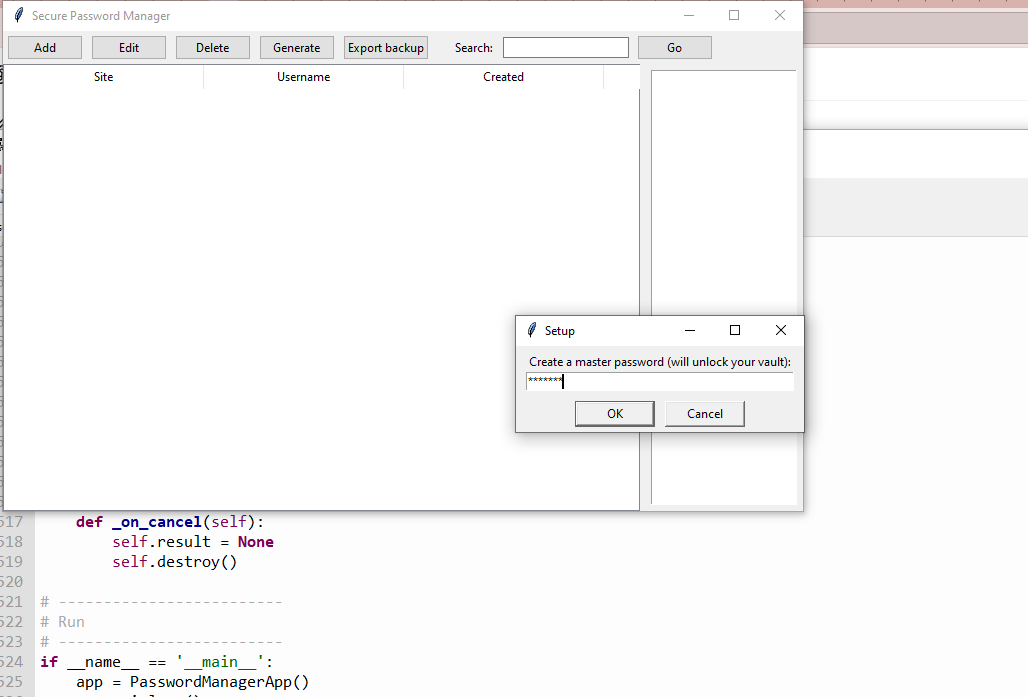 Secure Password Manager
Add Edit Delete Generate Export backup Search: Go
Site Username Created
Setup
Create a master password (will unlock your vault):
*******
OK Cancel
517 def _on_cancel(self):
518 self.result = None
519 self.destroy()
520
521 # -------------------------
522 # Run
523 # -------------------------
524 if __name__ == '__main__':
525 app = PasswordManagerApp()